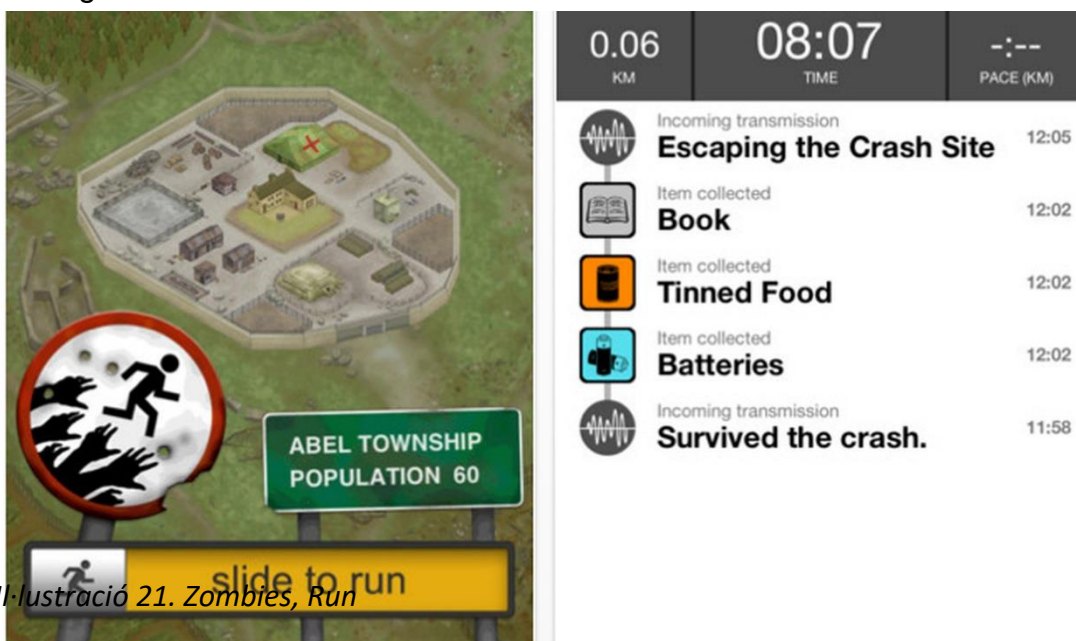 ABEL TOWNSHIP
POPULATION 60
slide to run
l·lustració 21. Zombies, Run
0.06
KM
08:07
TIME
-:--
PACE (KM)
Incoming transmission
Escaping the Crash Site
12:05
Item collected
Book
12:02
Item collected
Tinned Food
12:02
Item collected
Batteries
12:02
Incoming transmission
Survived the crash.
11:58